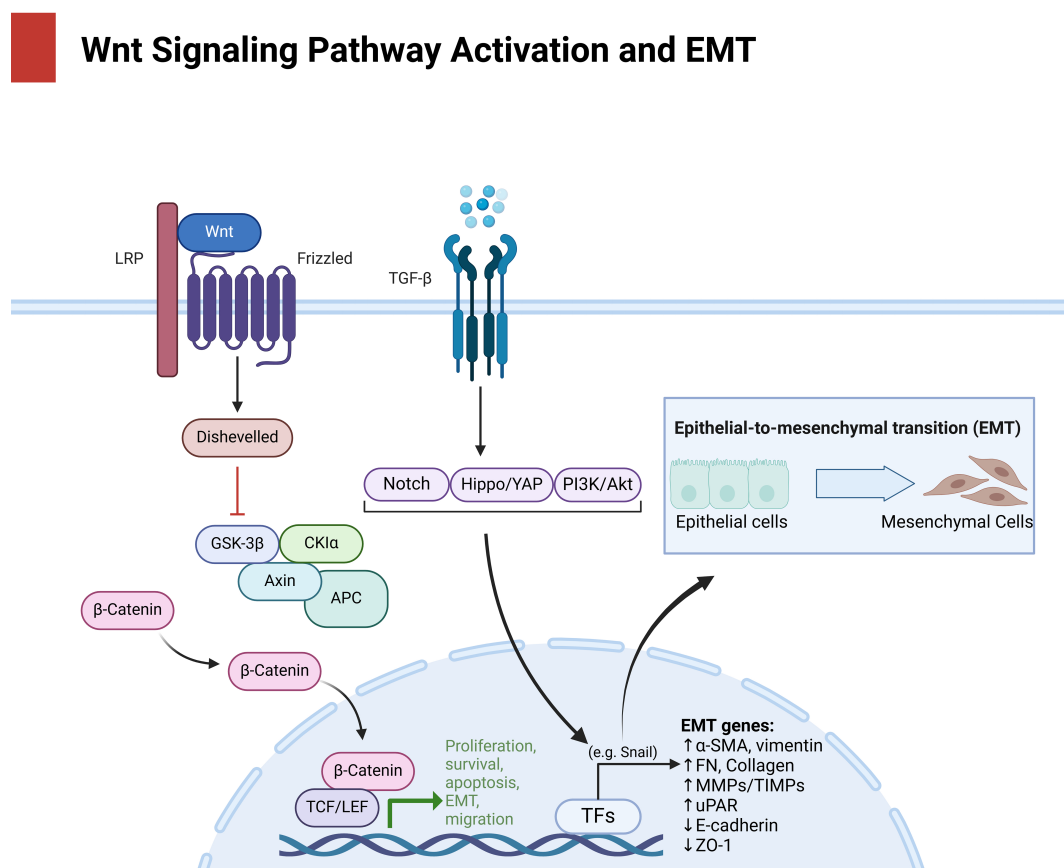 Wnt Signaling Pathway Activation and EMT
Wnt
LRP
Frizzled
TGF-β
Dishevelled
Notch
Hippo/YAP
PI3K/Akt
Epithelial-to-mesenchymal transition (EMT)
Epithelial cells
Mesenchymal Cells
GSK-3β
CKIα
Axin
APC
β-Catenin
β-Catenin
β-Catenin
TCF/LEF
Proliferation,
survival,
apoptosis,
EMT,
migration
(e.g. Snail)
TFs
EMT genes:
↑α-SMA, vimentin
↑FN, Collagen
↑MMPs/TIMPs
↑uPAR
↓E-cadherin
↓ZO-1